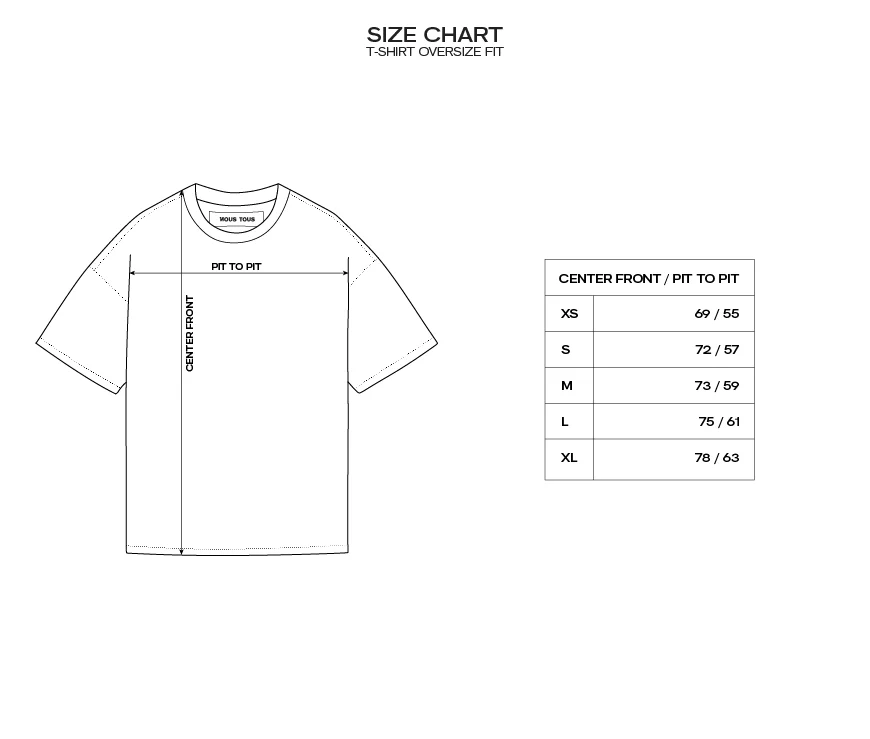 SIZE CHART
T-SHIRT OVERSIZE FIT
MOUS TOUS
PIT TO PIT
CENTER FRONT
CENTER FRONT / PIT TO PIT
XS 69 / 55
S 72 / 57
M 73 / 59
L 75 / 61
XL 78 / 63